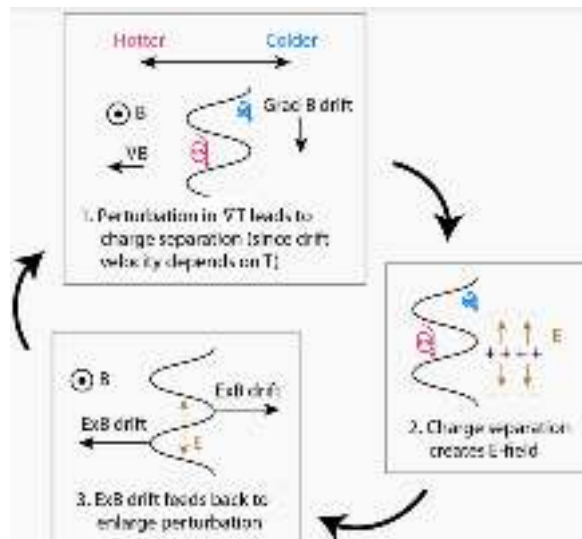 Hotter Colder
B
Grad-B drift
∇B
1. Perturbation in ∇T leads to
charge separation (since drift
velocity depends on T)
E
+ + + +
2. Charge separation
creates E-field
B
ExB drift
ExB drift
E
3. ExB drift feeds back to
enlarge perturbation